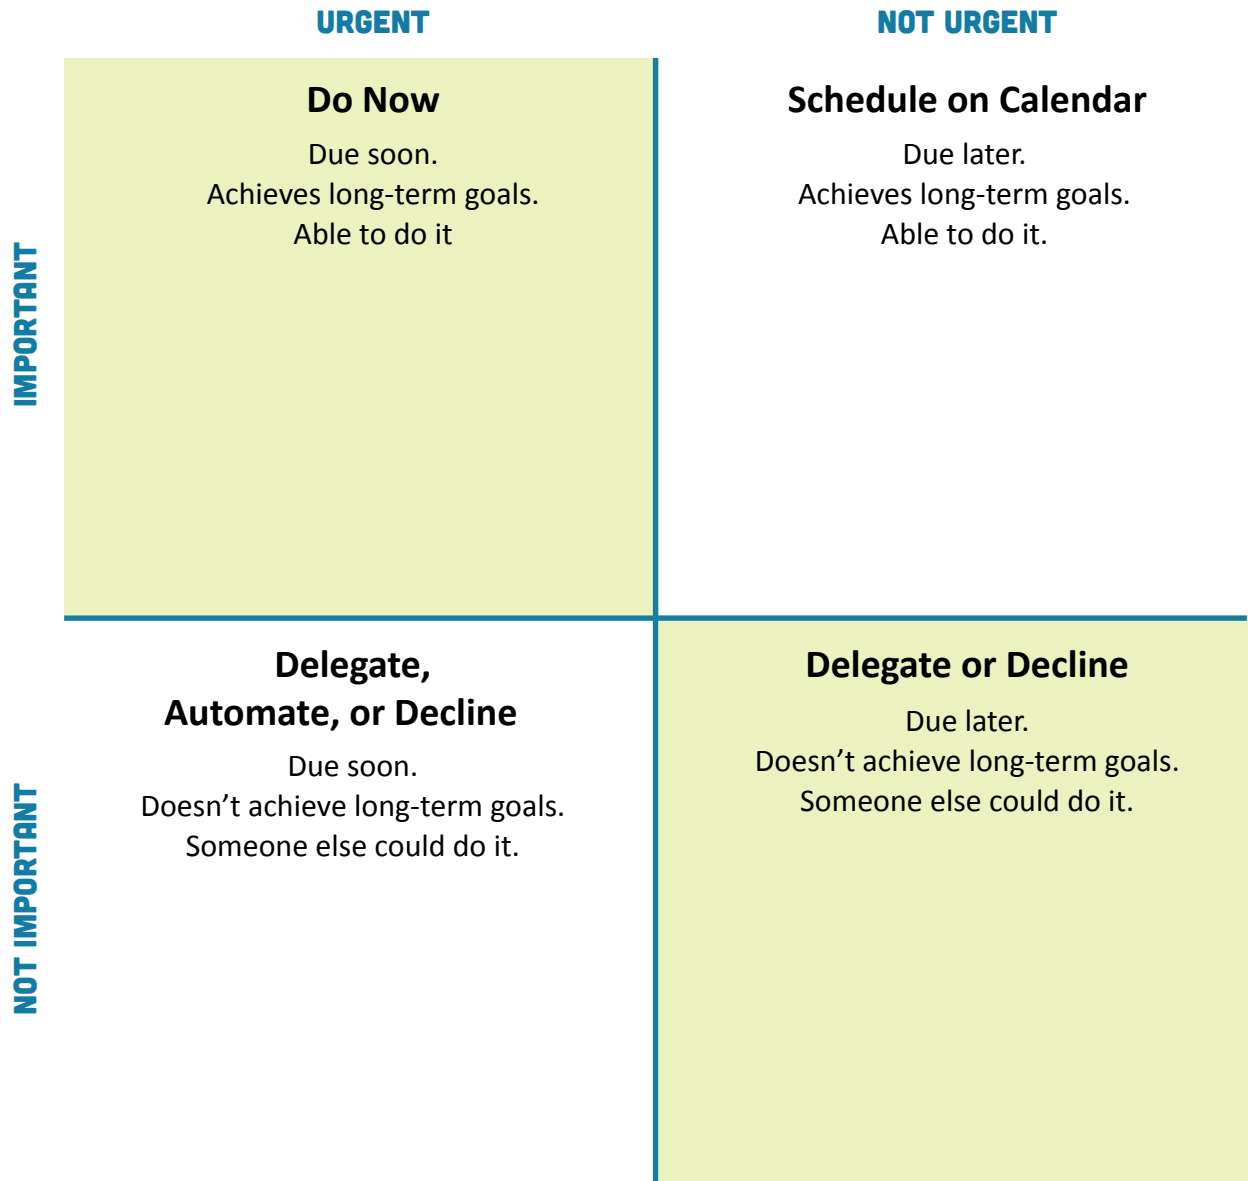 URGENT
NOT URGENT
IMPORTANT
Do Now
Due soon.
Achieves long-term goals.
Able to do it
Schedule on Calendar
Due later.
Achieves long-term goals.
Able to do it.
NOT IMPORTANT
Delegate,
Automate, or Decline
Due soon.
Doesn’t achieve long-term goals.
Someone else could do it.
Delegate or Decline
Due later.
Doesn’t achieve long-term goals.
Someone else could do it.